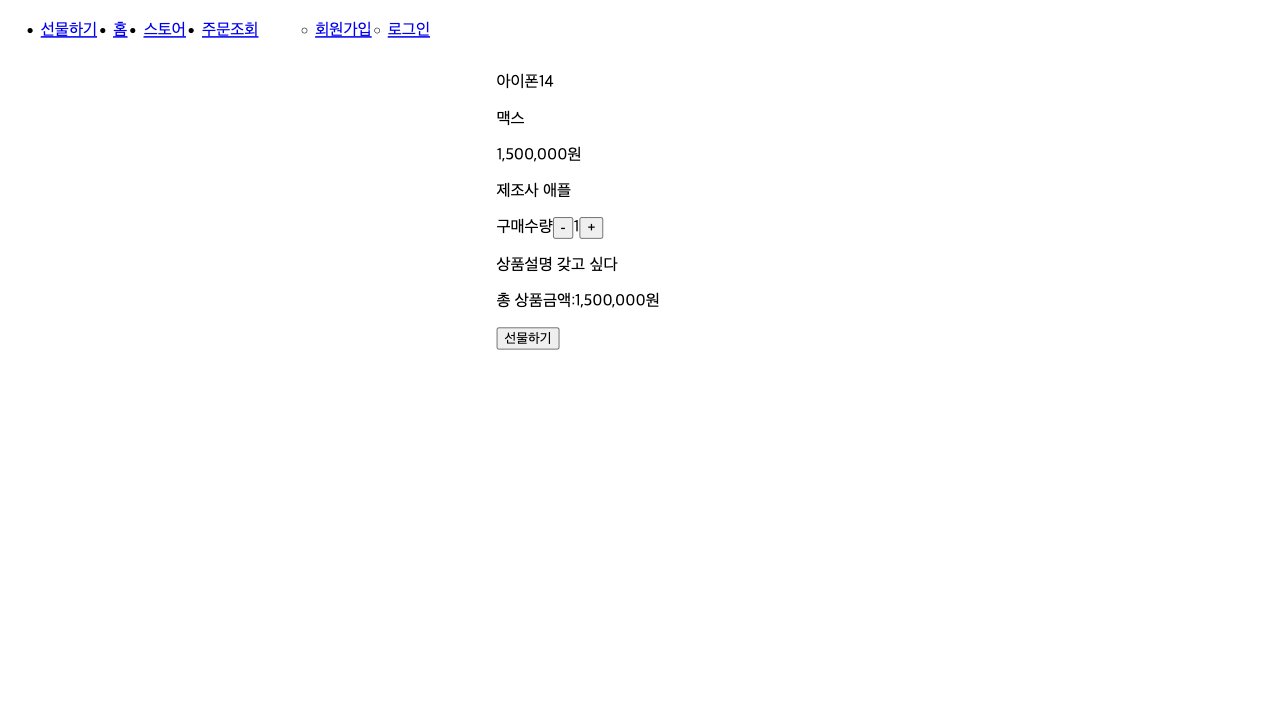 선물하기 홈 스토어 주문조회 회원가입 로그인
아이폰14
맥스
1,500,000원
제조사 애플
구매수량 - 1 +
상품설명 갖고 싶다
총 상품금액:1,500,000원
선물하기